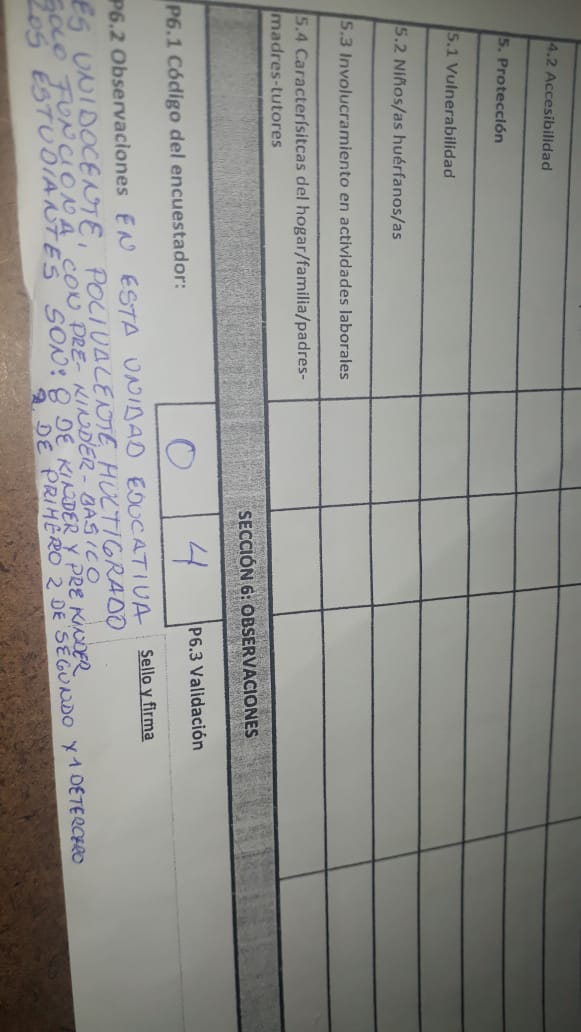 4.2 Accesibilidad
5. Protección
5.1 Vulnerabilidad
5.2 Niños/as huérfanos/as
5.3 Involucramiento en actividades laborales
5.4 Caracterísitcas del hogar/familia/padres-
madres-tutores
SECCIÓN 6: OBSERVACIONES
P6.1 Código del encuestador:
0 4
P6.3 Validación
Sello y firma
P6.2 Observaciones EN ESTA UNIDAD EDUCATIVA
ES UNIDOCENTE, POLIVALENTE MULTIGRADO
SOLO FUNCIONA CON PRE-KINDER-BASICO
LOS ESTUDIANTES SON: 8 DE KINDER Y PRE KINDER
2 DE PRIMERO 2 DE SEGUNDO Y 1 DETERCERO